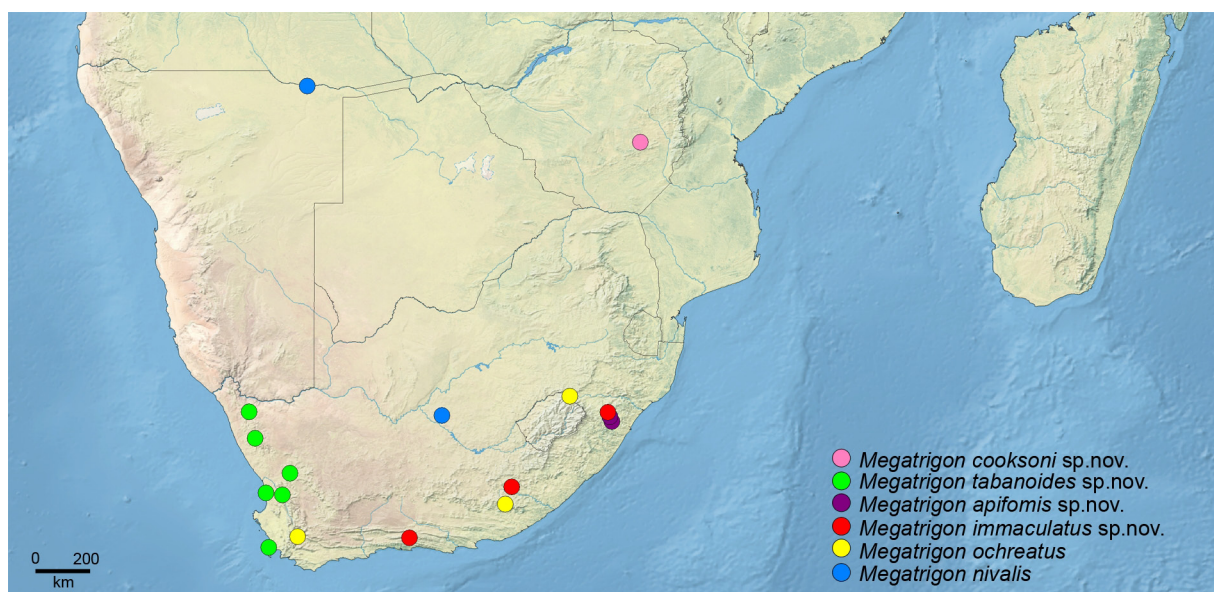 Megatrigon cooksoni sp.nov.
Megatrigon tabanoides sp.nov.
Megatrigon apifomis sp.nov.
Megatrigon immaculatus sp.nov.
Megatrigon ochreatus
Megatrigon nivalis
0 200
km